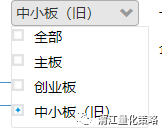 中小板（旧）
全部
主板
创业板
中小板（旧）
清江量化策略